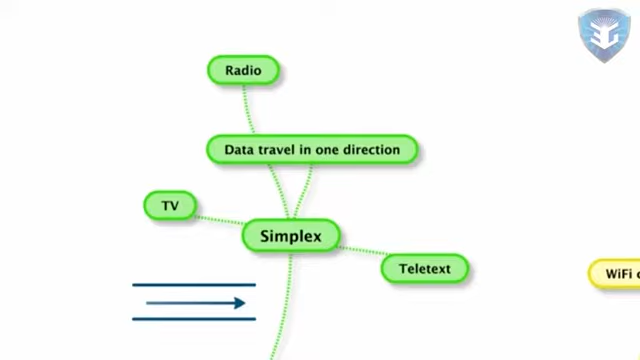 Radio
Data travel in one direction
TV
Simplex
Teletext
WiFi